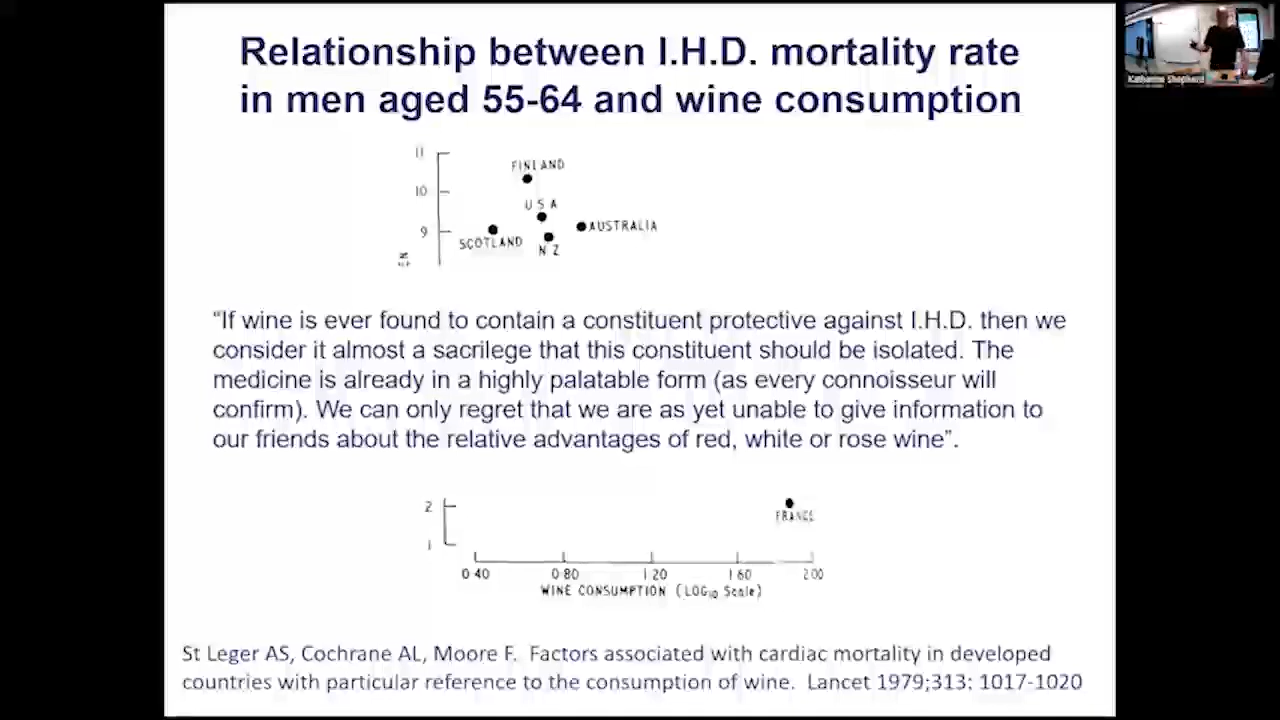 Relationship between I.H.D. mortality rate
in men aged 55-64 and wine consumption
Katharine Shepherd
11
FINLAND
10
USA
9
AUSTRALIA
SCOTLAND
NZ
“If wine is ever found to contain a constituent protective against I.H.D. then we
consider it almost a sacrilege that this constituent should be isolated. The
medicine is already in a highly palatable form (as every connoisseur will
confirm). We can only regret that we are as yet unable to give information to
our friends about the relative advantages of red, white or rose wine”.
2
FRANCE
1
0·40 0·80 1·20 1·60 2·00
WINE CONSUMPTION (LOG10 Scale)
St Leger AS, Cochrane AL, Moore F. Factors associated with cardiac mortality in developed
countries with particular reference to the consumption of wine. Lancet 1979;313: 1017-1020